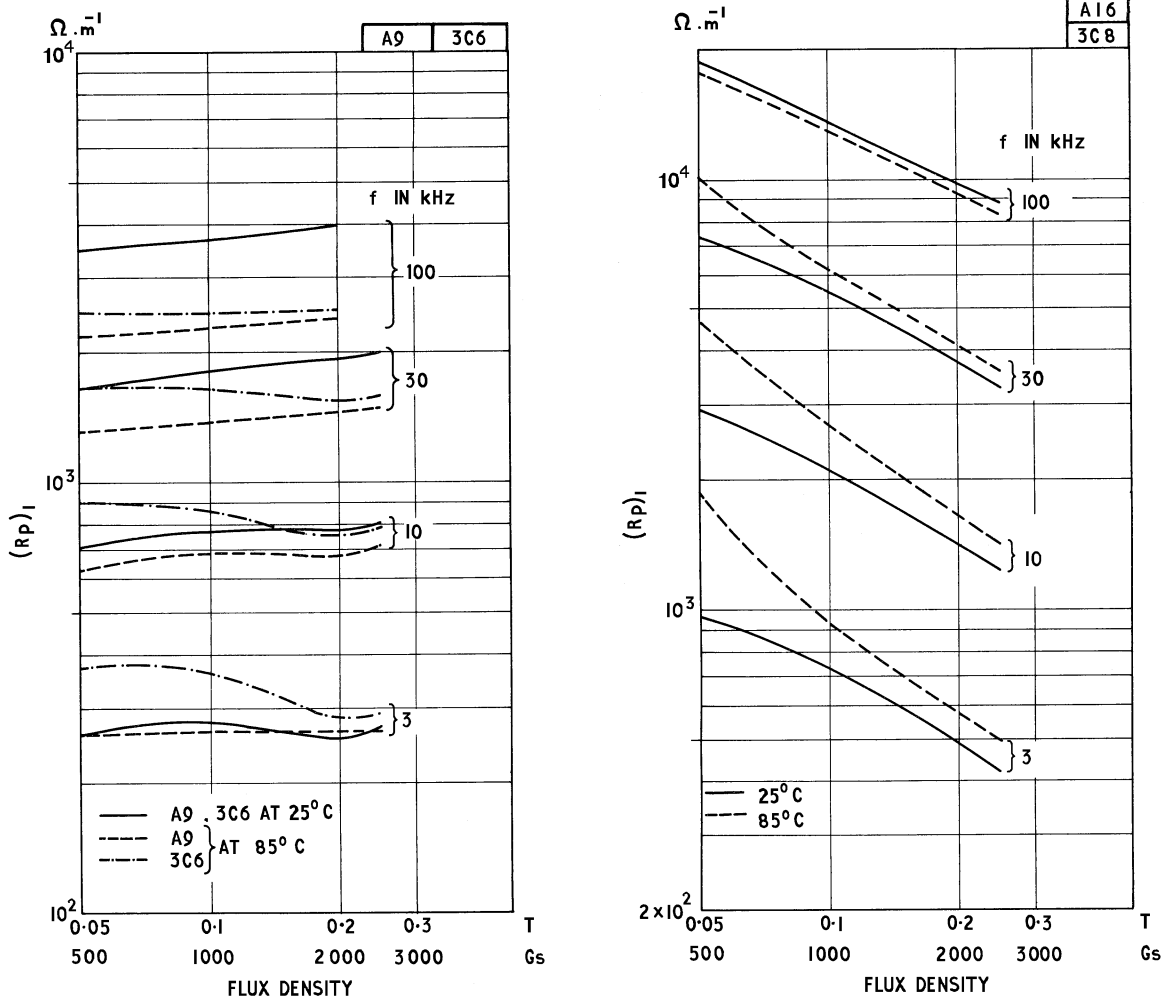 Ω.m⁻¹
A9 3C6
10⁴
f IN kHz
100
30
10³
(Rp)₁
10
3
A9 . 3C6 AT 25°C
A9
3C6
AT 85°C
10²
0.05 0.1 0.2 0.3 T
500 1000 2000 3000 Gs
FLUX DENSITY
Ω.m⁻¹
A16
3C8
f IN kHz
10⁴
100
30
(Rp)₁
10
10³
3
25°C
85°C
2×10²
0.05 0.1 0.2 0.3 T
500 1000 2000 3000 Gs
FLUX DENSITY